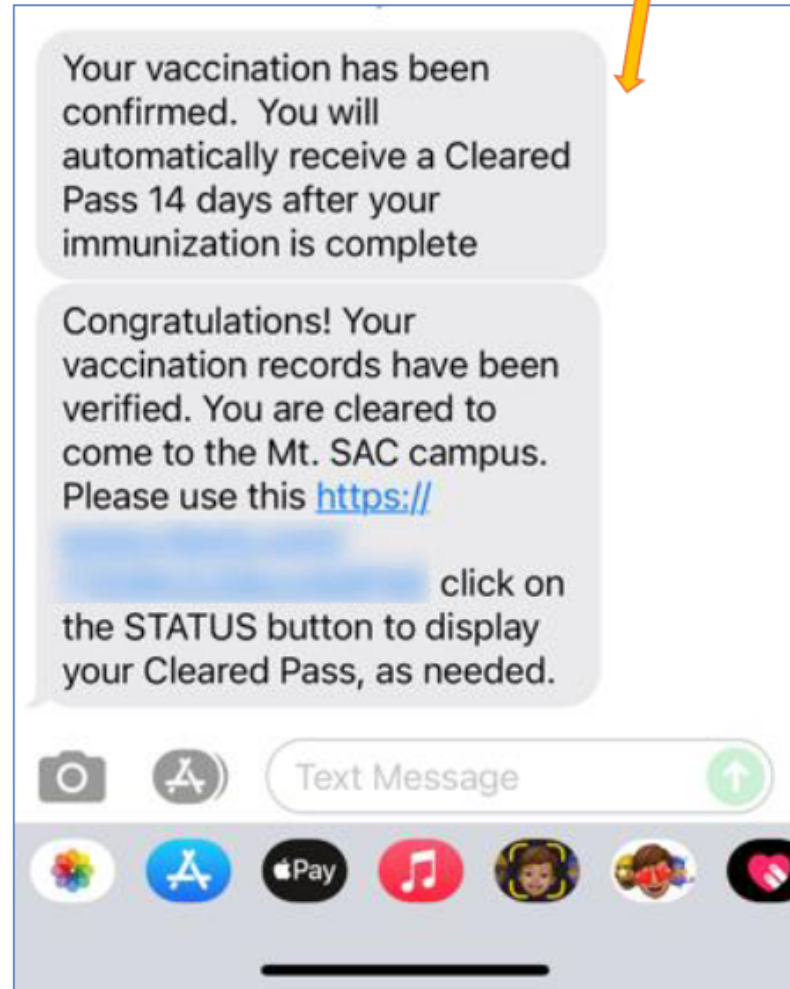 Your vaccination has been
confirmed.  You will
automatically receive a Cleared
Pass 14 days after your
immunization is complete
Congratulations! Your
vaccination records have been
verified. You are cleared to
come to the Mt. SAC campus.
Please use this https://
click on
the STATUS button to display
your Cleared Pass, as needed.
Text Message
Pay